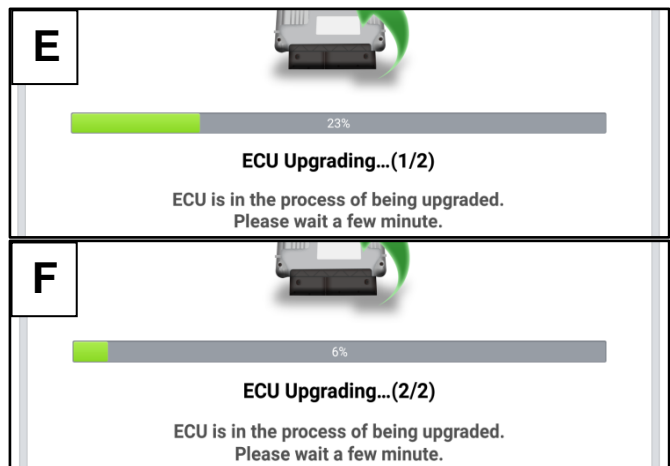 E
23%
ECU Upgrading...(1/2)
ECU is in the process of being upgraded.
Please wait a few minute.
F
6%
ECU Upgrading...(2/2)
ECU is in the process of being upgraded.
Please wait a few minute.